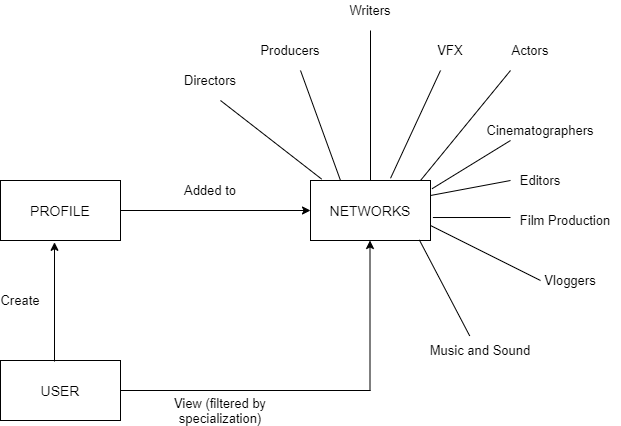 Writers
Producers
VFX
Actors
Directors
Cinematographers
Editors
Added to
PROFILE
NETWORKS
Film Production
Vloggers
Create
Music and Sound
USER
View (filtered by
specialization)